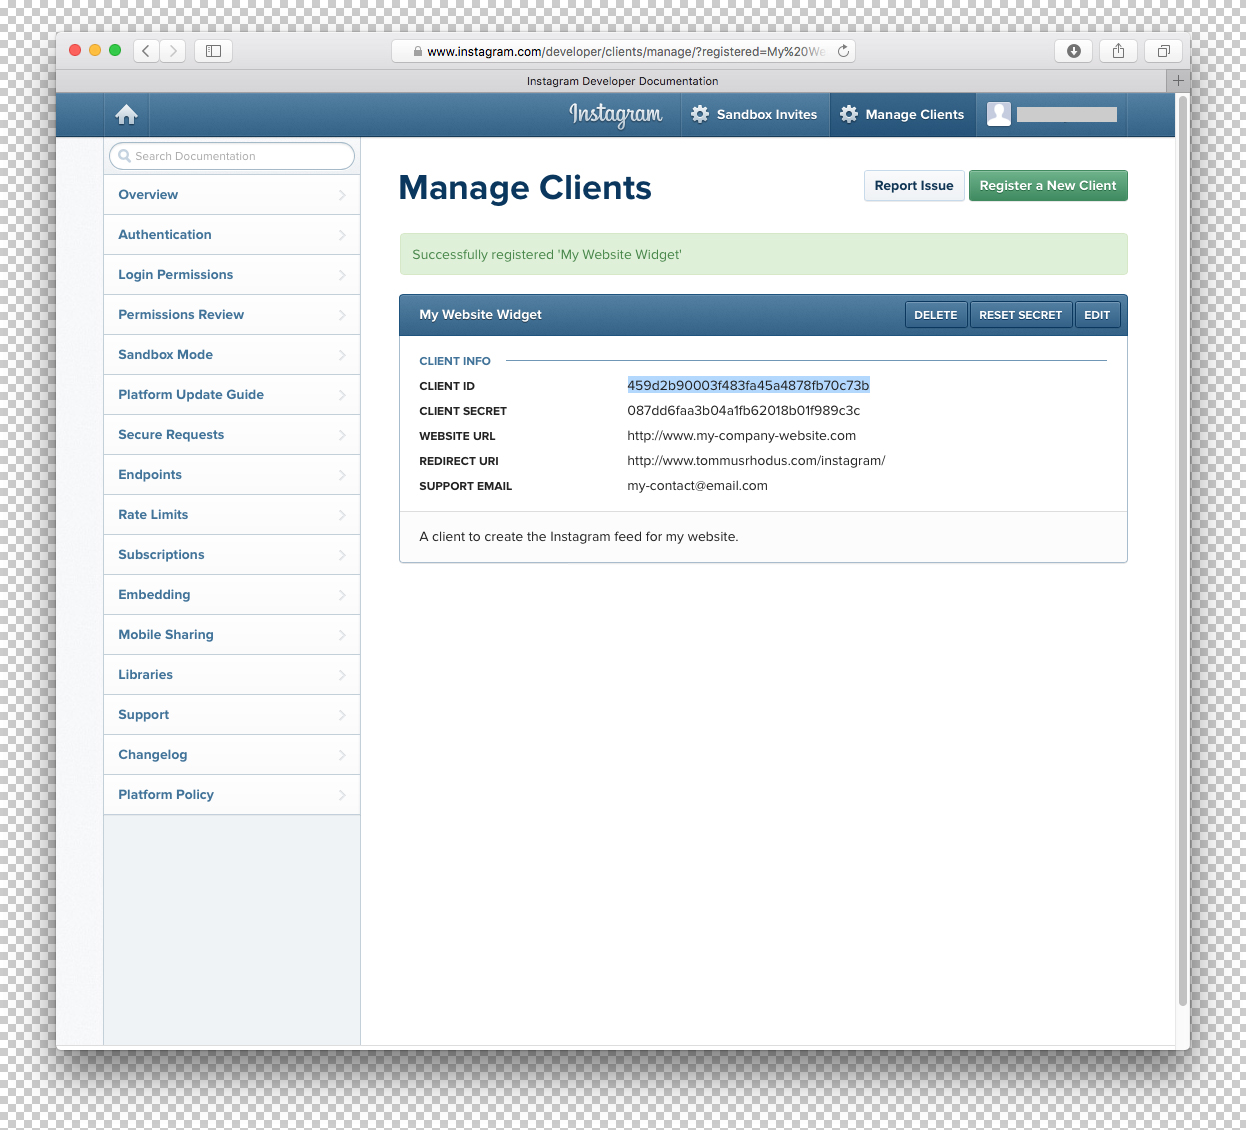 www.instagram.com/developer/clients/manage/?registered=My%20We
Instagram Developer Documentation
Instagram
Sandbox Invites
Manage Clients
Search Documentation
Overview
Authentication
Login Permissions
Permissions Review
Sandbox Mode
Platform Update Guide
Secure Requests
Endpoints
Rate Limits
Subscriptions
Embedding
Mobile Sharing
Libraries
Support
Changelog
Platform Policy
Manage Clients
Report Issue
Register a New Client
Successfully registered 'My Website Widget'
My Website Widget
DELETE
RESET SECRET
EDIT
CLIENT INFO
CLIENT ID 459d2b90003f483fa45a4878fb70c73b
CLIENT SECRET 087dd6faa3b04a1fb62018b01f989c3c
WEBSITE URL http://www.my-company-website.com
REDIRECT URI http://www.tommusrhodus.com/instagram/
SUPPORT EMAIL my-contact@email.com
A client to create the Instagram feed for my website.